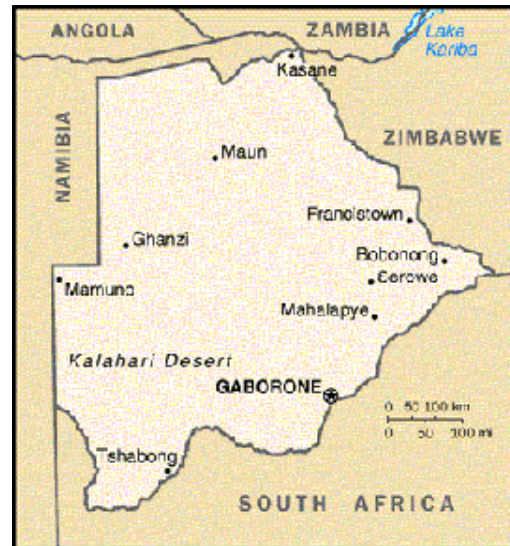 ANGOLA
ZAMBIA
Lake
Kariba
Kasane
ZIMBABWE
NAMIBIA
Maun
Francistown
Ghanzi
Bobonong
Serowe
Mamuno
Mahalapye
Kalahari Desert
GABORONE
0 50 100 km
0 50 100 mi
Tshabong
SOUTH AFRICA